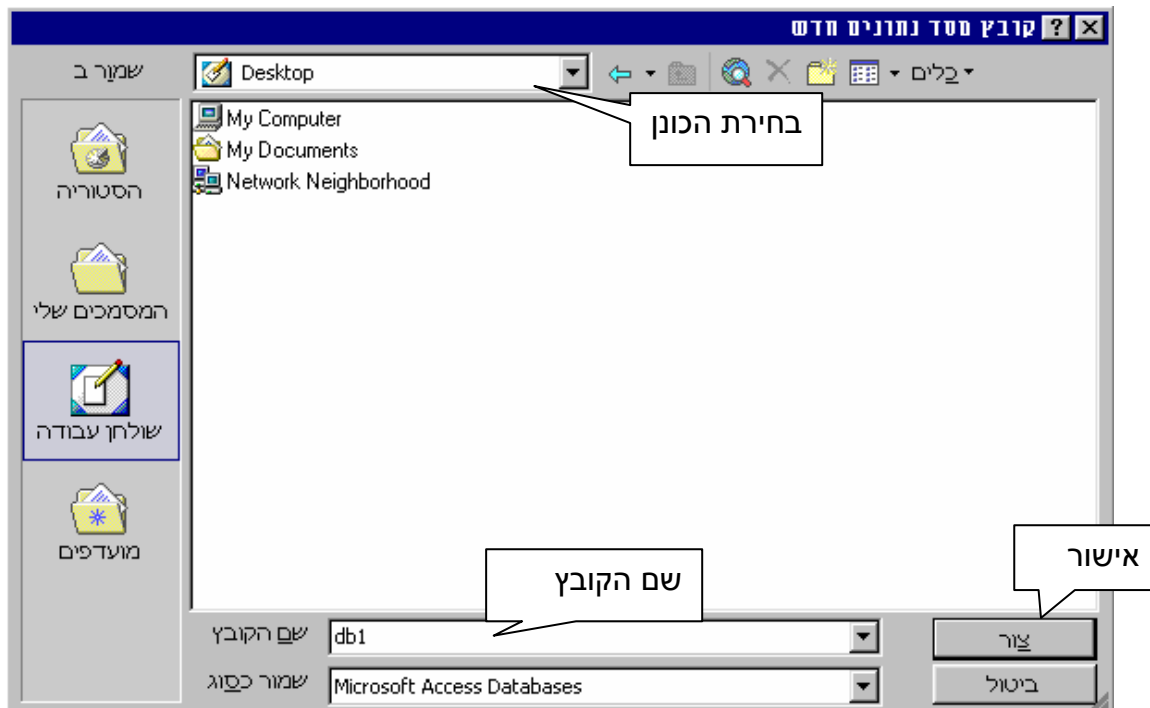 קובץ מסד נתונים חדש
שמור ב
Desktop
כלים
בחירת הכונן
My Computer
My Documents
Network Neighborhood
הסטוריה
המסמכים שלי
שולחן עבודה
מועדפים
שם הקובץ
אישור
שם הקובץ
db1
צור
שמור כסוג
Microsoft Access Databases
ביטול